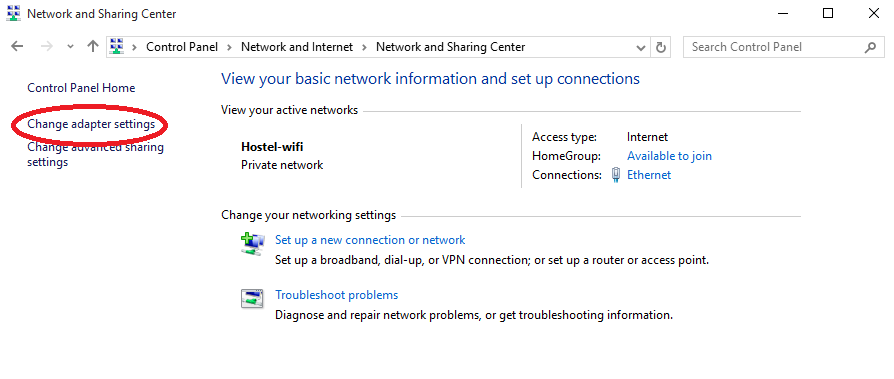 Network and Sharing Center
Control Panel > Network and Internet > Network and Sharing Center
Search Control Panel
Control Panel Home
Change adapter settings
Change advanced sharing
settings
View your basic network information and set up connections
View your active networks
Hostel-wifi
Private network
Access type: Internet
HomeGroup: Available to join
Connections: Ethernet
Change your networking settings
Set up a new connection or network
Set up a broadband, dial-up, or VPN connection; or set up a router or access point.
Troubleshoot problems
Diagnose and repair network problems, or get troubleshooting information.